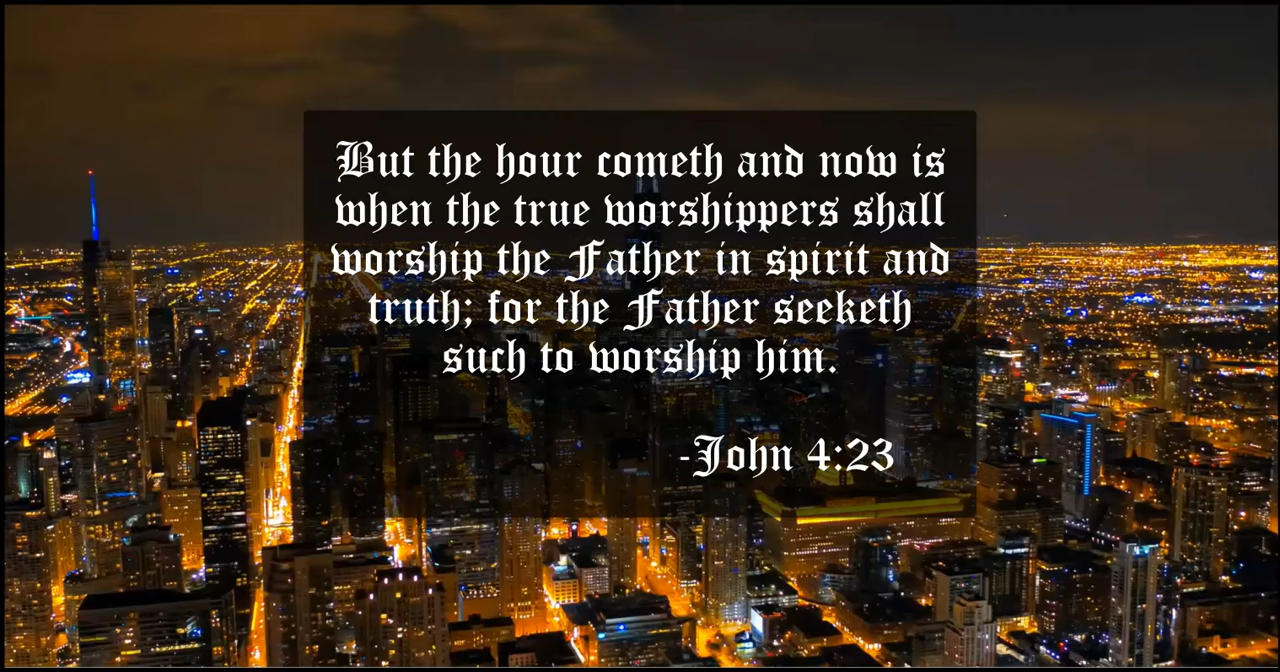 But the hour cometh and now is
when the true worshippers shall
worship the Father in spirit and
truth; for the Father seeketh
such to worship him.
-John 4:23